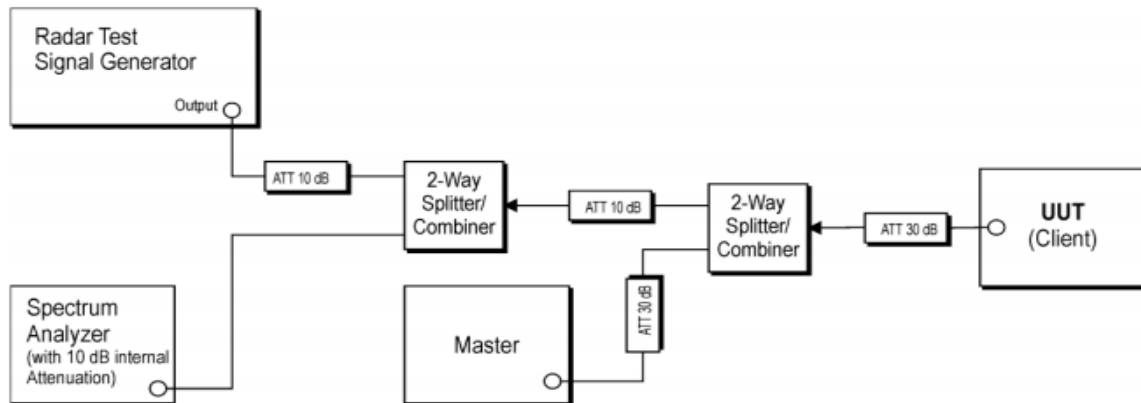 Radar Test
Signal Generator
Output
ATT 10 dB
2-Way
Splitter/
Combiner
ATT 10 dB
2-Way
Splitter/
Combiner
ATT 30 dB
UUT
(Client)
Spectrum
Analyzer
(with 10 dB internal
Attenuation)
Master
ATT 30 dB